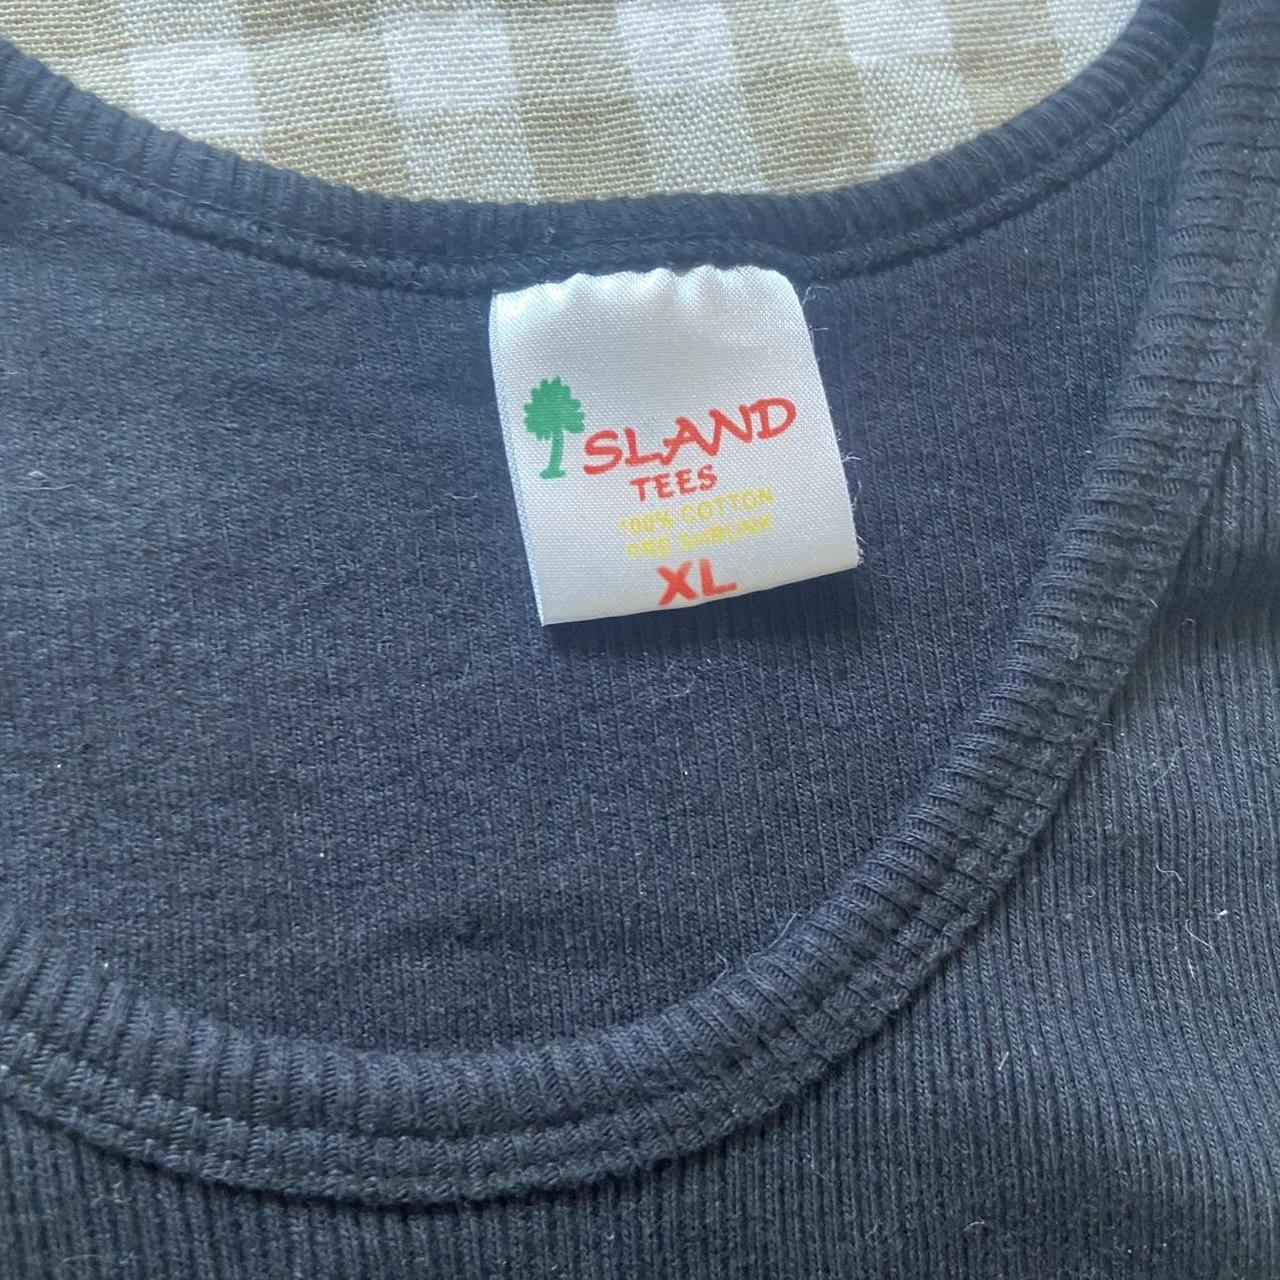 ISLAND
TEES
100% COTTON
PRE SHRUNK
XL